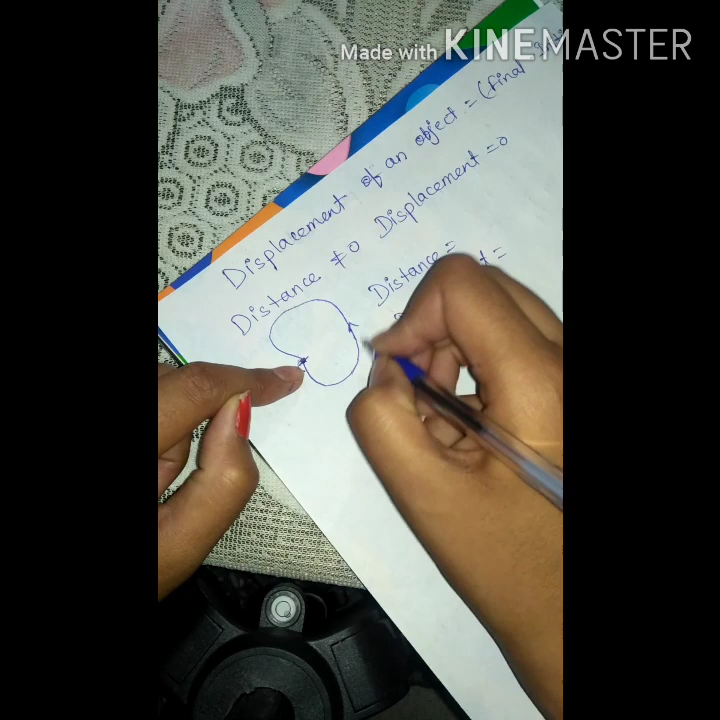 Made with KINEMASTER
Displacement of an object = (final
Distance ≠ 0 Displacement = 0
Distance =